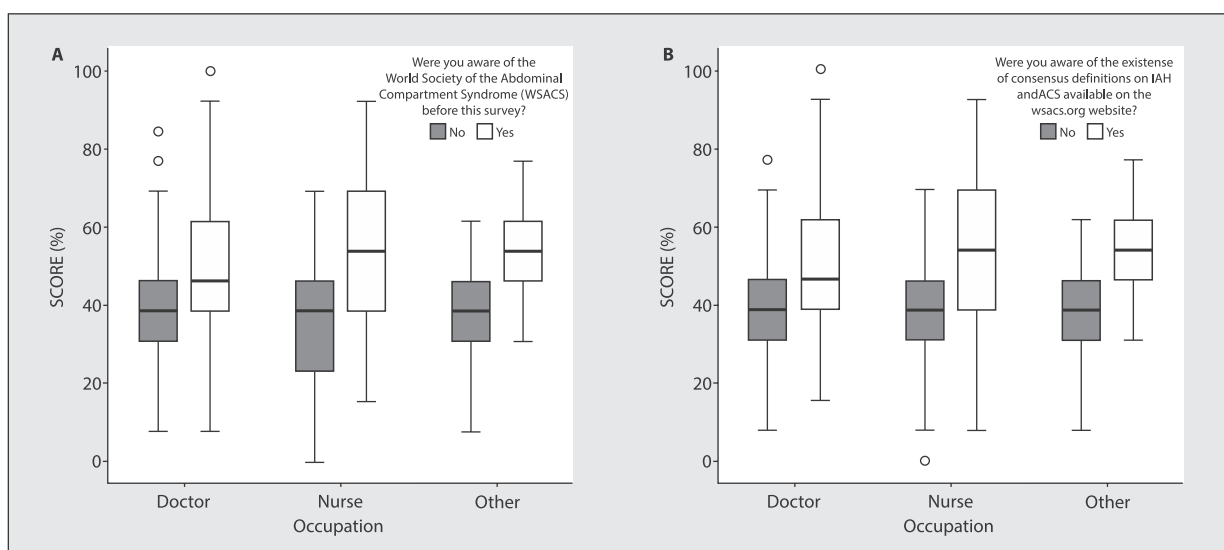 A
Were you aware of the
World Society of the Abdominal
Compartment Syndrome (WSACS)
before this survey?
No Yes
100
80
60
40
20
0
SCORE (%)
Doctor Nurse Other
Occupation
B
Were you aware of the existense
of consensus definitions on IAH
andACS available on the
wsacs.org website?
No Yes
100
80
60
40
20
0
SCORE (%)
Doctor Nurse Other
Occupation